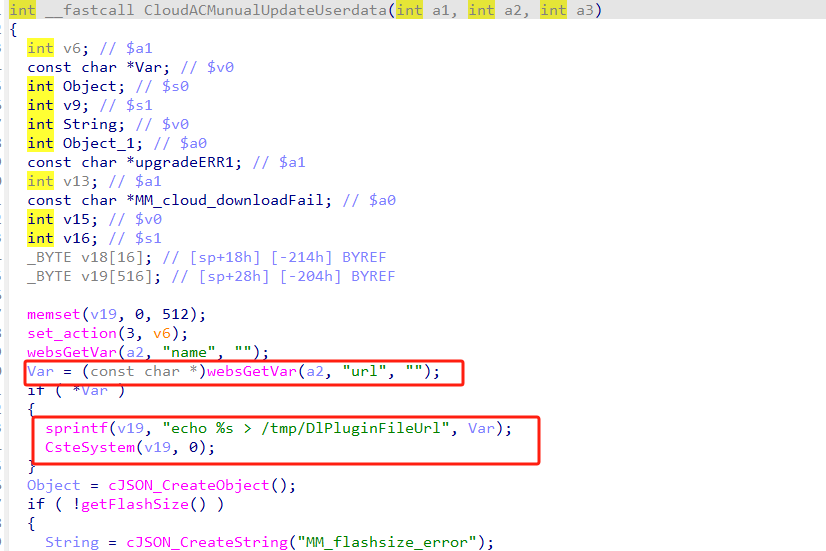 int __fastcall CloudACMunualUpdateUserdata(int a1, int a2, int a3)
{
int v6; // $a1
const char *Var; // $v0
int Object; // $s0
int v9; // $s1
int String; // $v0
int Object_1; // $a0
const char *upgradeERR1; // $a1
int v13; // $a1
const char *MM_cloud_downloadFail; // $a0
int v15; // $v0
int v16; // $s1
_BYTE v18[16]; // [sp+18h] [-214h] BYREF
_BYTE v19[516]; // [sp+28h] [-204h] BYREF
memset(v19, 0, 512);
set_action(3, v6);
websGetVar(a2, "name", "");
Var = (const char *)websGetVar(a2, "url", "");
if ( *Var )
{
sprintf(v19, "echo %s > /tmp/DlPluginFileUrl", Var);
CsteSystem(v19, 0);
}
Object = cJSON_CreateObject();
if ( !getFlashSize() )
{
String = cJSON_CreateString("MM_flashsize_error");